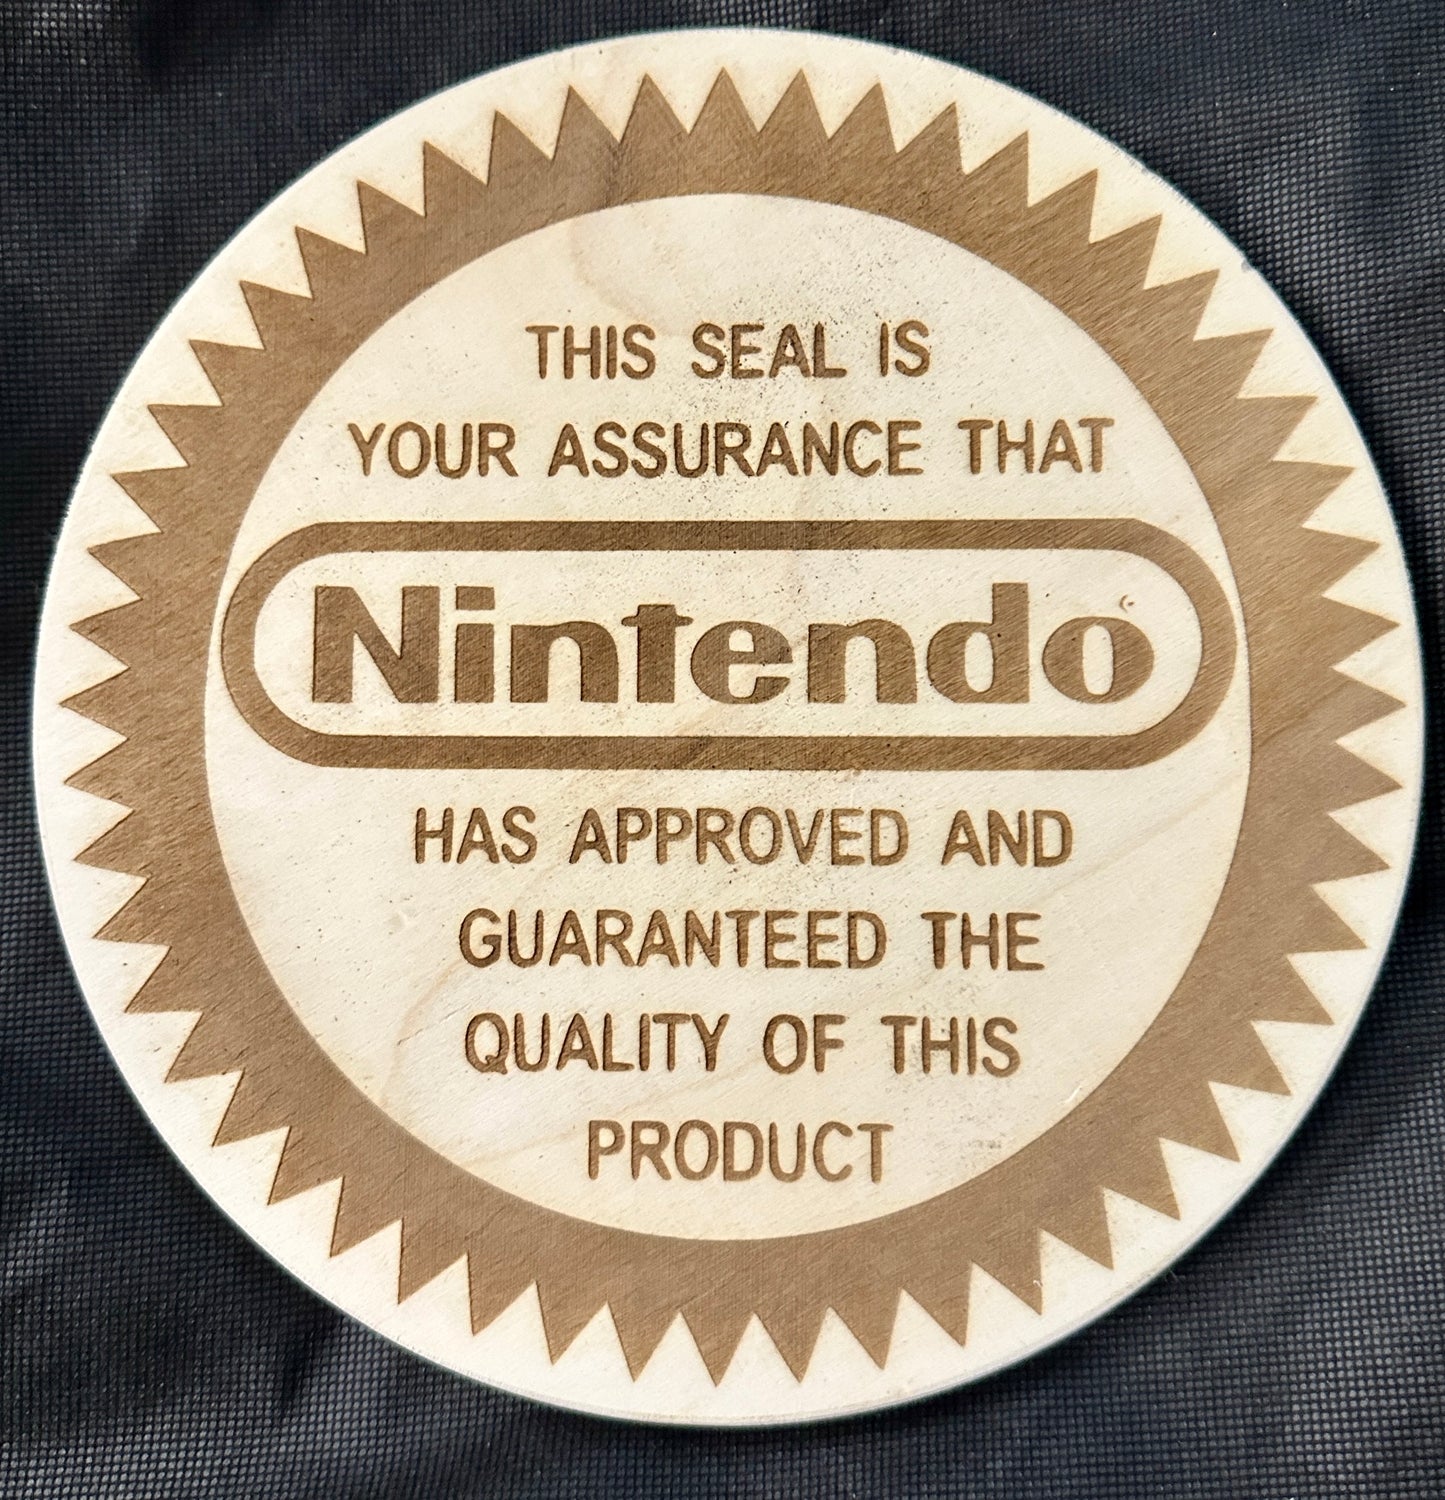 THIS SEAL IS
YOUR ASSURANCE THAT
Nintendo
HAS APPROVED AND
GUARANTEED THE
QUALITY OF THIS
PRODUCT